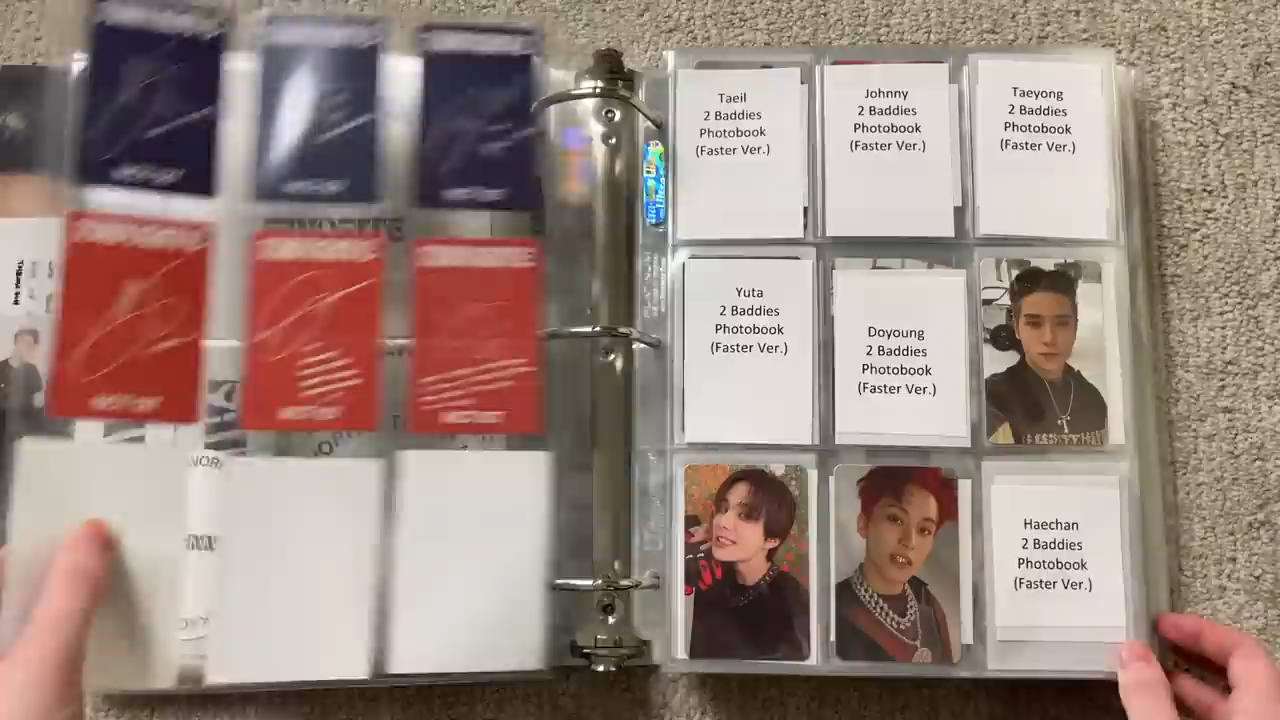 Taeil
2 Baddies
Photobook
(Faster Ver.)
Johnny
2 Baddies
Photobook
(Faster Ver.)
Taeyong
2 Baddies
Photobook
(Faster Ver.)
Yuta
2 Baddies
Photobook
(Faster Ver.)
Doyoung
2 Baddies
Photobook
(Faster Ver.)
Haechan
2 Baddies
Photobook
(Faster Ver.)